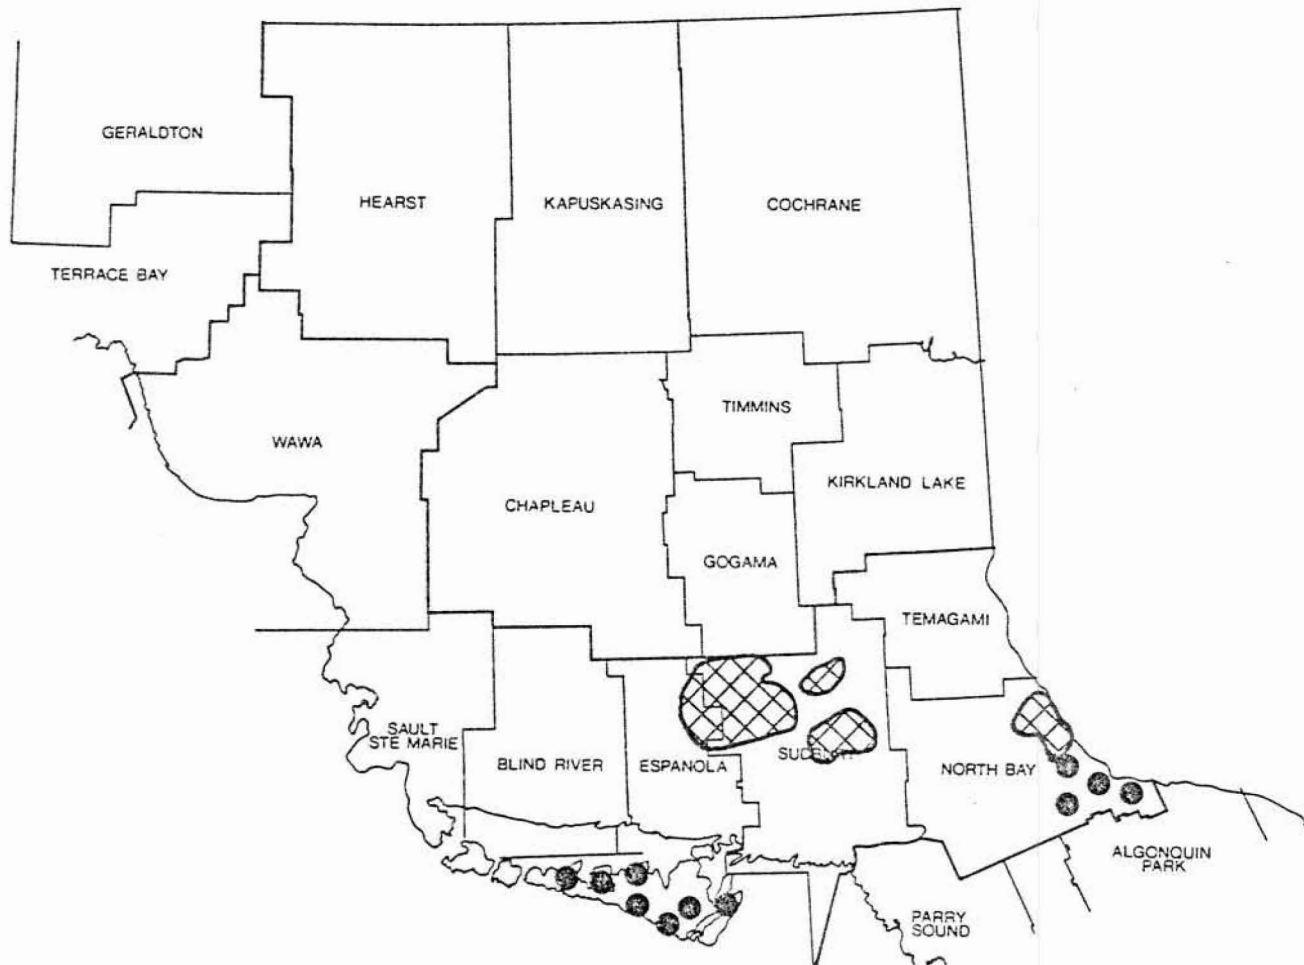 GERALDTON
HEARST
KAPUSKASING
COCHRANE
TERRACE BAY
TIMMINS
WAWA
KIRKLAND LAKE
CHAPLEAU
GOGAMA
TEMAGAMI
SAULT
STE MARIE
BLIND RIVER
ESPANOLA
NORTH BAY
ALGONQUIN
PARK
PARRY
SOUND